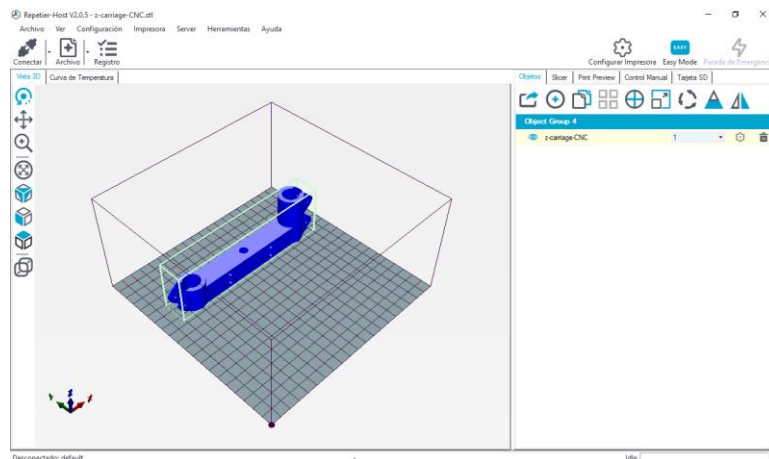 Repetier-Host V2.0.5 - z-carriage-CNC.stl
Archivo Ver Configuración Impresora Server Herramientas Ayuda
Conectar Archivo Registro Configurar Impresora Easy Mode Parada de Emergenci
EASY
Vista 3D Curva de Temperatura
Objetos Slicer Print Preview Control Manual Tarjeta SD
Object Group 4
z-carriage-CNC 1
Desconectado: default
Idle